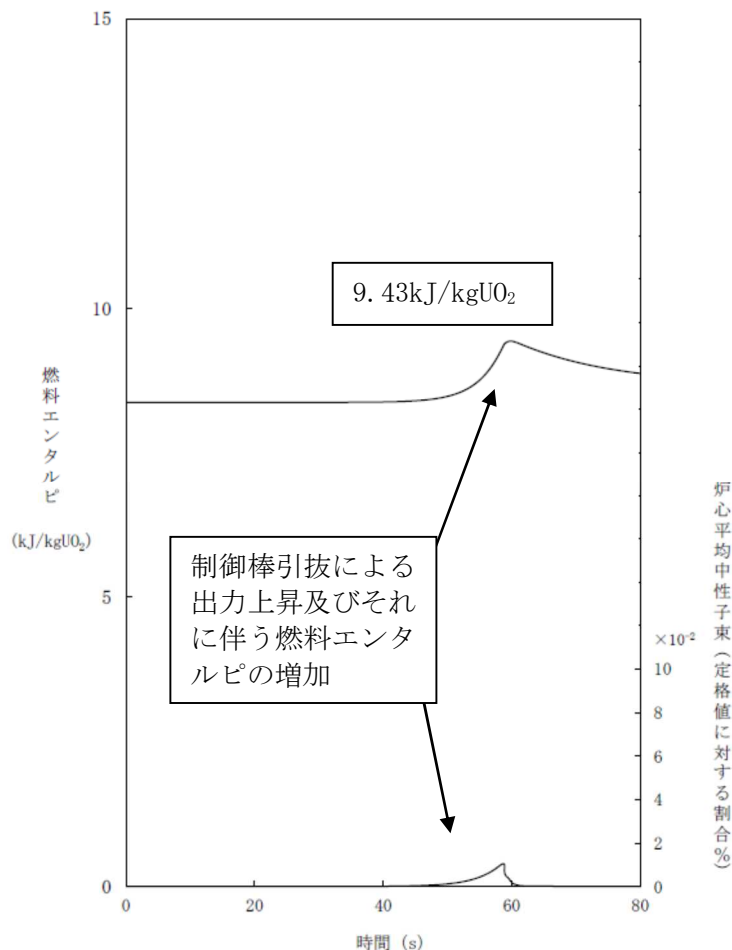 15
10
5
0
燃料エンタルピ
(kJ/kgUO₂)
9.43kJ/kgUO₂
制御棒引抜による
出力上昇及びそれ
に伴う燃料エンタ
ルピの増加
×10⁻²
10
8
6
4
2
0
炉心平均中性子束(定格値に対する割合%)
0
20
40
60
80
時間 (s)